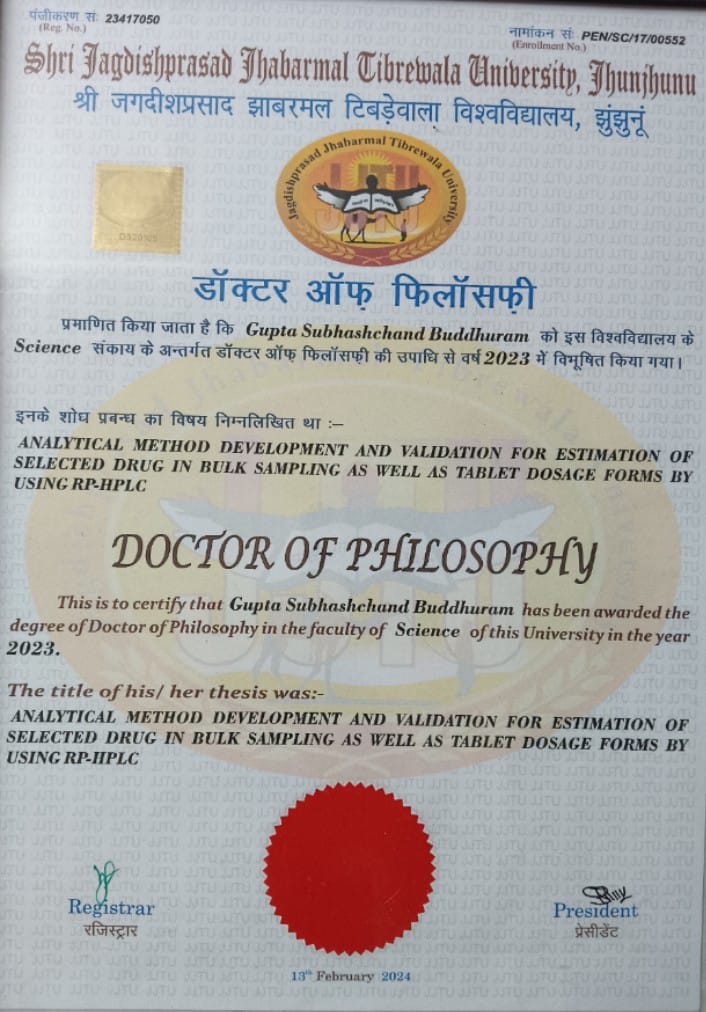 पंजीकरण सं 23417050
(Reg. No.)
नामांकन सं: PEN/SC/17/00552
(Enrollment No.)
Shri Jagdishprasad Jhabarmal Tibrewala University, Jhunjhunu
श्री जगदीशप्रसाद झाबरमल टिबड़ेवाला विश्वविद्यालय, झुंझुनूं
Jagdishprasad Jhabarmal Tibrewala University
JJTU
डॉक्टर ऑफ़ फिलॉसफ़ी
प्रमाणित किया जाता है कि Gupta Subhashchand Buddhuram को इस विश्वविद्यालय के
Science संकाय के अन्तर्गत डॉक्टर ऑफ़ फिलॉसफ़ी की उपाधि से वर्ष 2023 में विभूषित किया गया।
इनके शोध प्रबन्ध का विषय निम्नलिखित था :—
ANALYTICAL METHOD DEVELOPMENT AND VALIDATION FOR ESTIMATION OF
SELECTED DRUG IN BULK SAMPLING AS WELL AS TABLET DOSAGE FORMS BY
USING RP-HPLC
DOCTOR OF PHILOSOPHY
This is to certify that Gupta Subhashchand Buddhuram has been awarded the
degree of Doctor of Philosophy in the faculty of Science of this University in the year
2023.
The title of his/ her thesis was:-
ANALYTICAL METHOD DEVELOPMENT AND VALIDATION FOR ESTIMATION OF
SELECTED DRUG IN BULK SAMPLING AS WELL AS TABLET DOSAGE FORMS BY
USING RP-HPLC
Registrar
रजिस्ट्रार
President
प्रेसीडेंट
13th February 2024